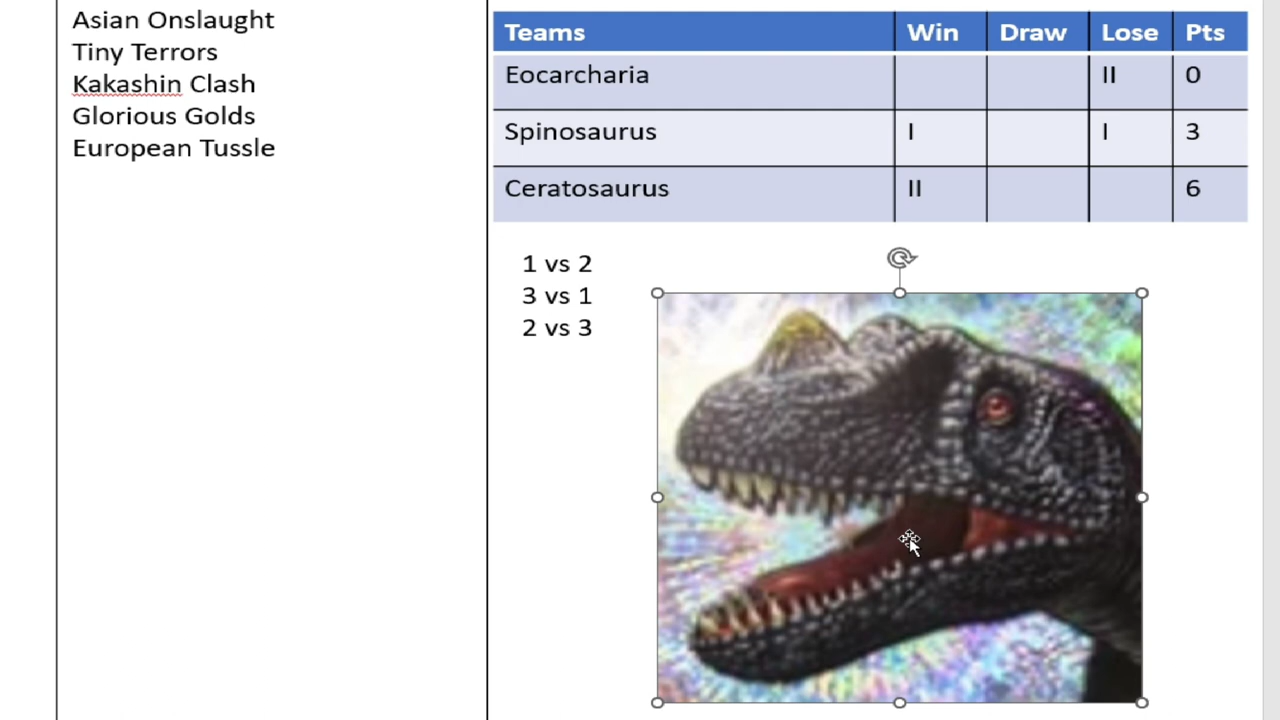 Asian Onslaught
Tiny Terrors
Kakashin Clash
Glorious Golds
European Tussle
Teams Win Draw Lose Pts
Eocarcharia II 0
Spinosaurus I I 3
Ceratosaurus II 6
1 vs 2
3 vs 1
2 vs 3